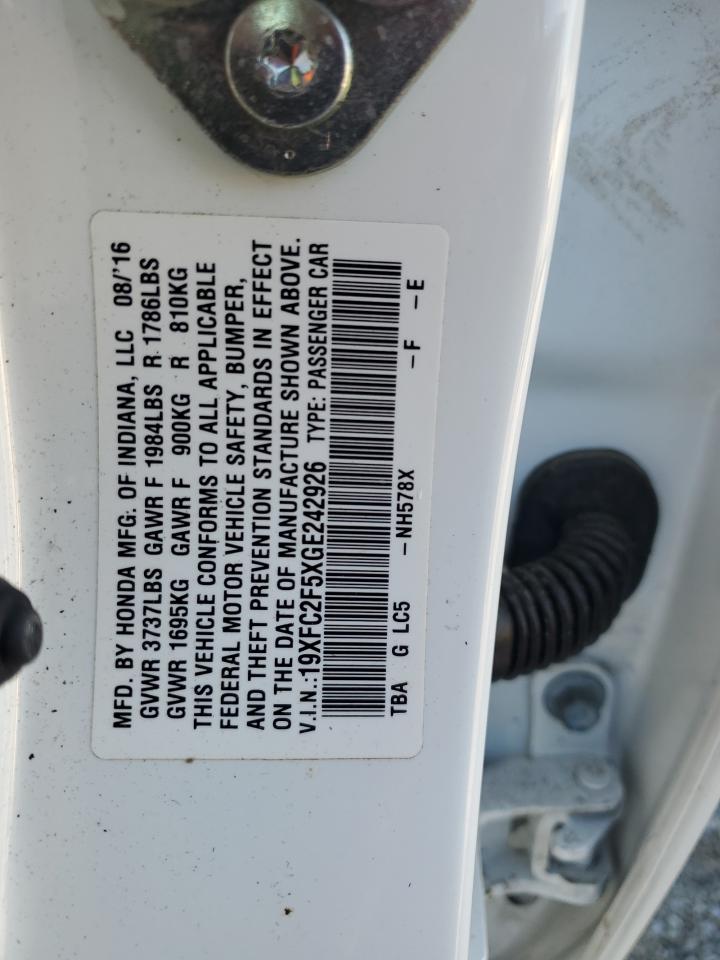 MFD. BY HONDA MFG. OF INDIANA, LLC 08/'16
GVWR 3737LBS GAWR F 1984LBS R 1786LBS
GVWR 1695KG GAWR F 900KG R 810KG
THIS VEHICLE CONFORMS TO ALL APPLICABLE
FEDERAL MOTOR VEHICLE SAFETY, BUMPER,
AND THEFT PREVENTION STANDARDS IN EFFECT
ON THE DATE OF MANUFACTURE SHOWN ABOVE.
V.I.N.:19XFC2F5XGE242926 TYPE: PASSENGER CAR
TBA G LC5 -NH578X -F -E